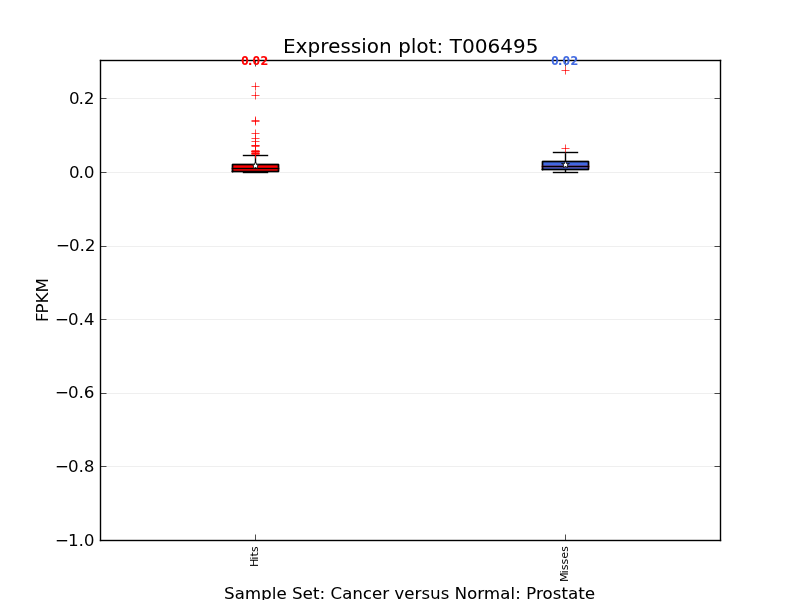 Expression plot: T006495
0.02 0.02
0.2
0.0
−0.2
−0.4
−0.6
−0.8
−1.0
FPKM
Hits Misses
Sample Set: Cancer versus Normal: Prostate